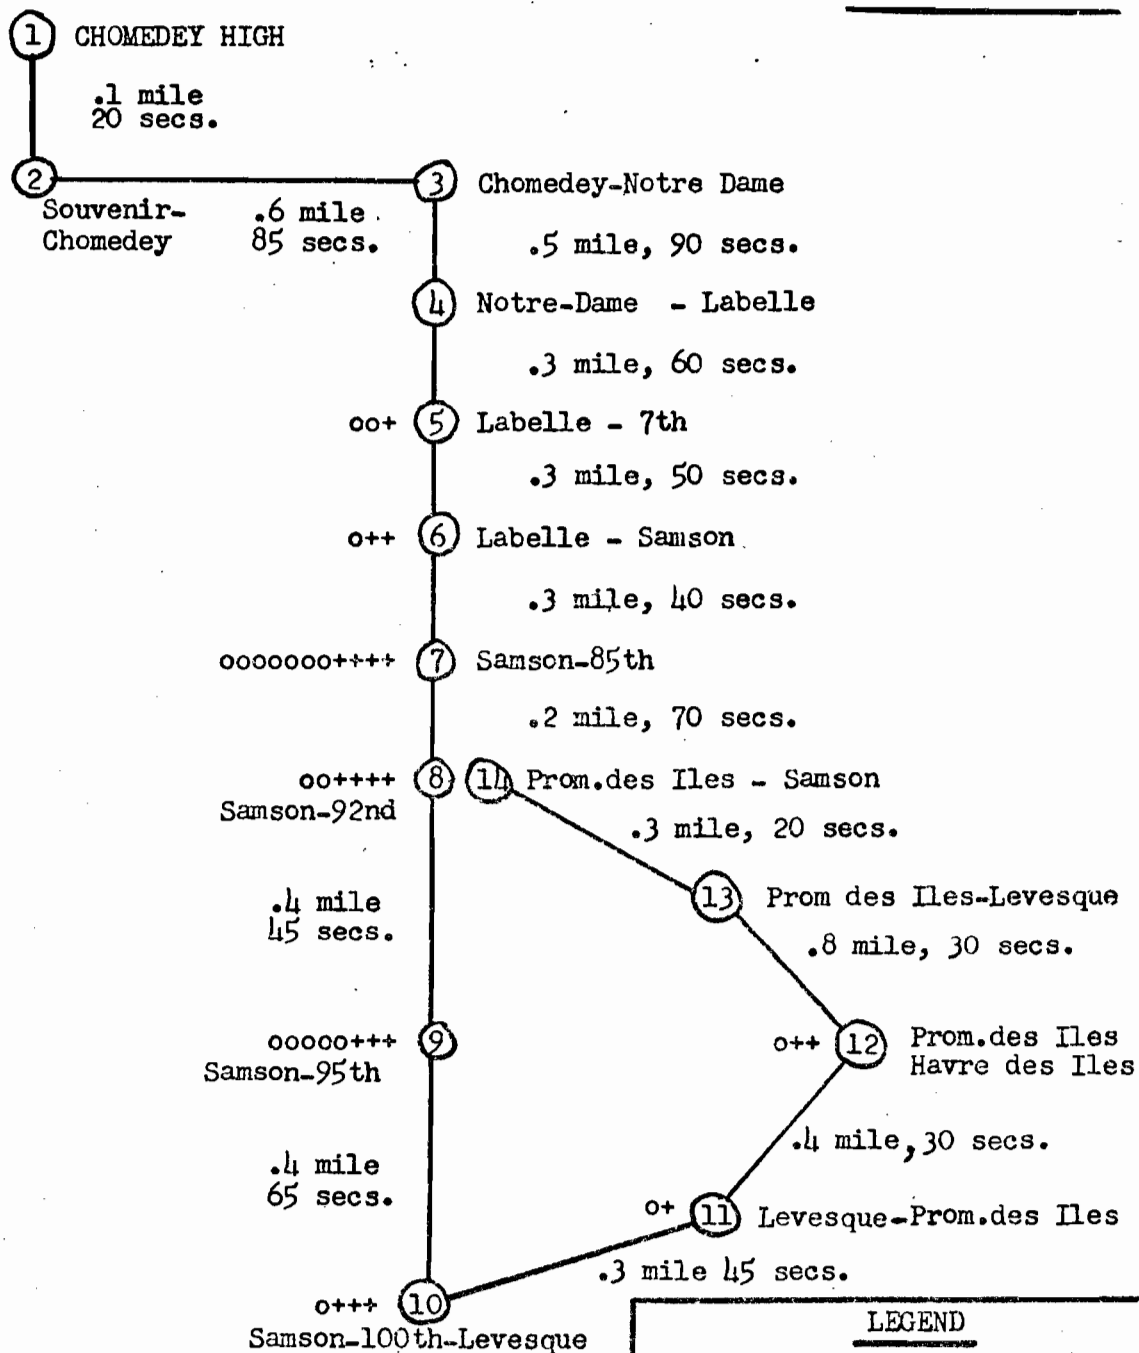 1 CHOMEDEY HIGH
.1 mile
20 secs.
2
3 Chomedey-Notre Dame
Souvenir-
Chomedey
.6 mile
85 secs.
.5 mile, 90 secs.
4 Notre-Dame - Labelle
.3 mile, 60 secs.
oo+ 5 Labelle - 7th
.3 mile, 50 secs.
o++ 6 Labelle - Samson
.3 mile, 40 secs.
ooooooo++++ 7 Samson-85th
.2 mile, 70 secs.
oo++++ 8 14 Prom.des Iles - Samson
Samson-92nd
.3 mile, 20 secs.
13 Prom des Iles-Levesque
.4 mile
45 secs.
.8 mile, 30 secs.
ooooo+++ 9
Samson-95th
o++ 12 Prom.des Iles
Havre des Iles
.4 mile, 30 secs.
.4 mile
65 secs.
o+ 11 Levesque-Prom.des Iles
.3 mile 45 secs.
o+++ 10
Samson-100th-Levesque
LEGEND